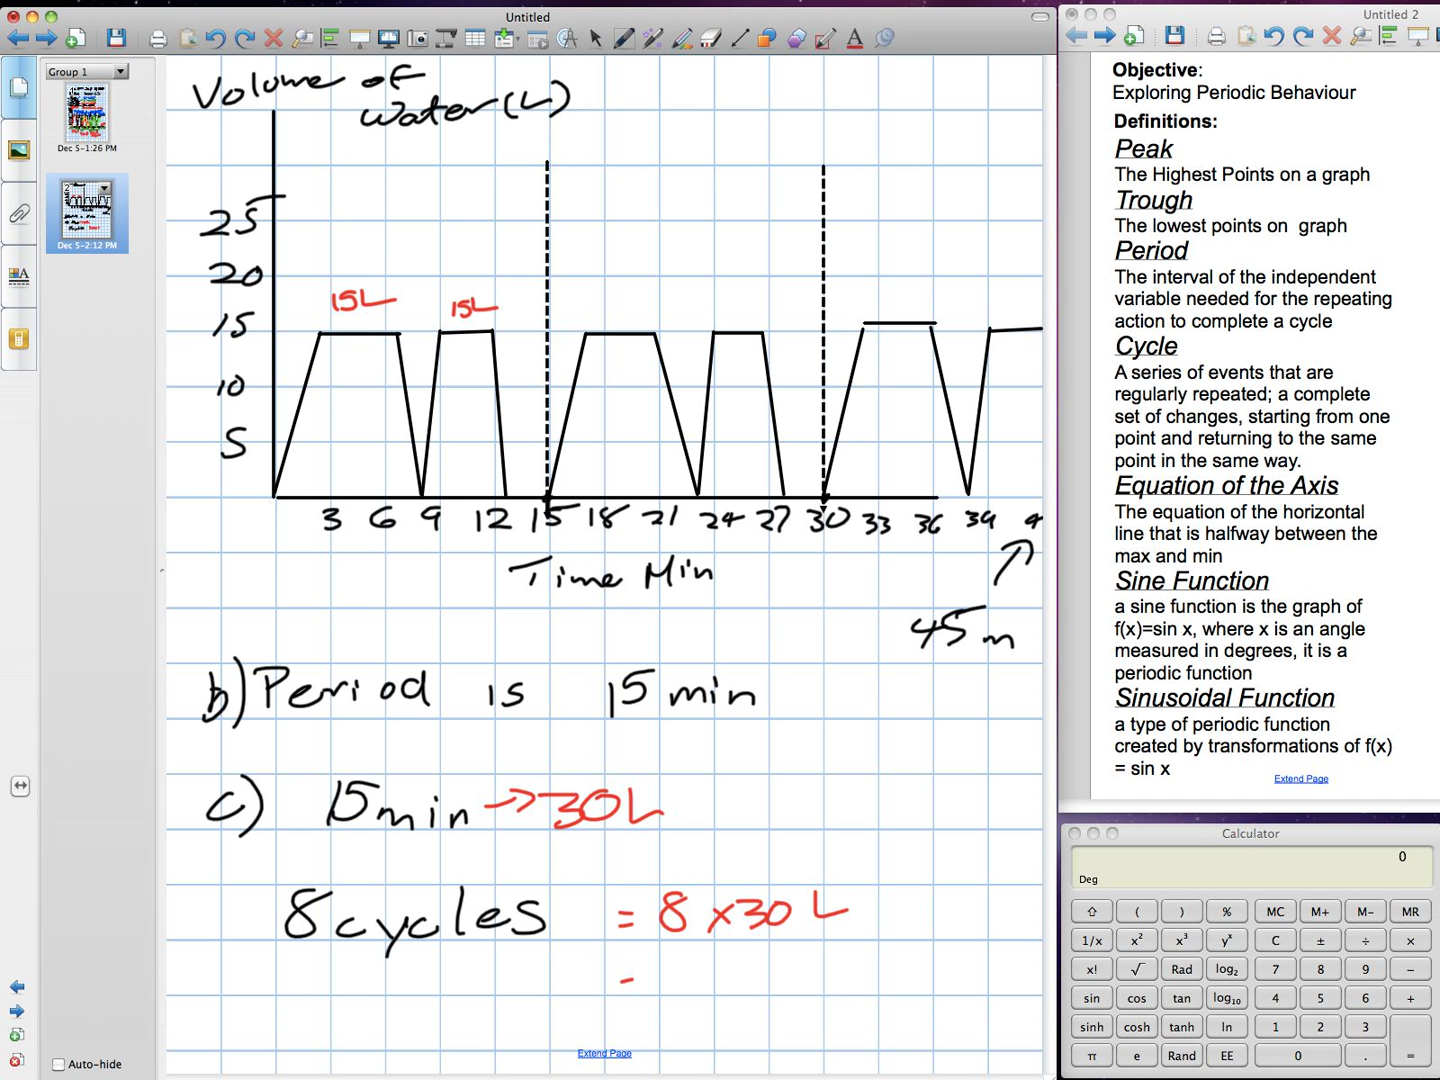 Untitled
Untitled 2
Group 1
Dec 5-1:26 PM
Dec 5-2:12 PM
Auto-hide
Volume of
Water (L)
25
20
15
10
5
15L 15L
3 6 9 12 15 18 21 24 27 30 33 36 39 4
Time Min
45 m
b) Period is 15 min
c) 15 min → 30 L
8 cycles = 8 x 30 L
=
Extend Page
Objective:
Exploring Periodic Behaviour
Definitions:
Peak
The Highest Points on a graph
Trough
The lowest points on graph
Period
The interval of the independent
variable needed for the repeating
action to complete a cycle
Cycle
A series of events that are
regularly repeated; a complete
set of changes, starting from one
point and returning to the same
point in the same way.
Equation of the Axis
The equation of the horizontal
line that is halfway between the
max and min
Sine Function
a sine function is the graph of
f(x)=sin x, where x is an angle
measured in degrees, it is a
periodic function
Sinusoidal Function
a type of periodic function
created by transformations of f(x)
= sin x
Extend Page
Calculator
0
Deg
⇧ ( ) % MC M+ M- MR
1/x x² x³ yˣ C ± ÷ ×
x! √ Rad log₂ 7 8 9 −
sin cos tan log₁₀ 4 5 6 +
sinh cosh tanh ln 1 2 3
π e Rand EE 0 . =